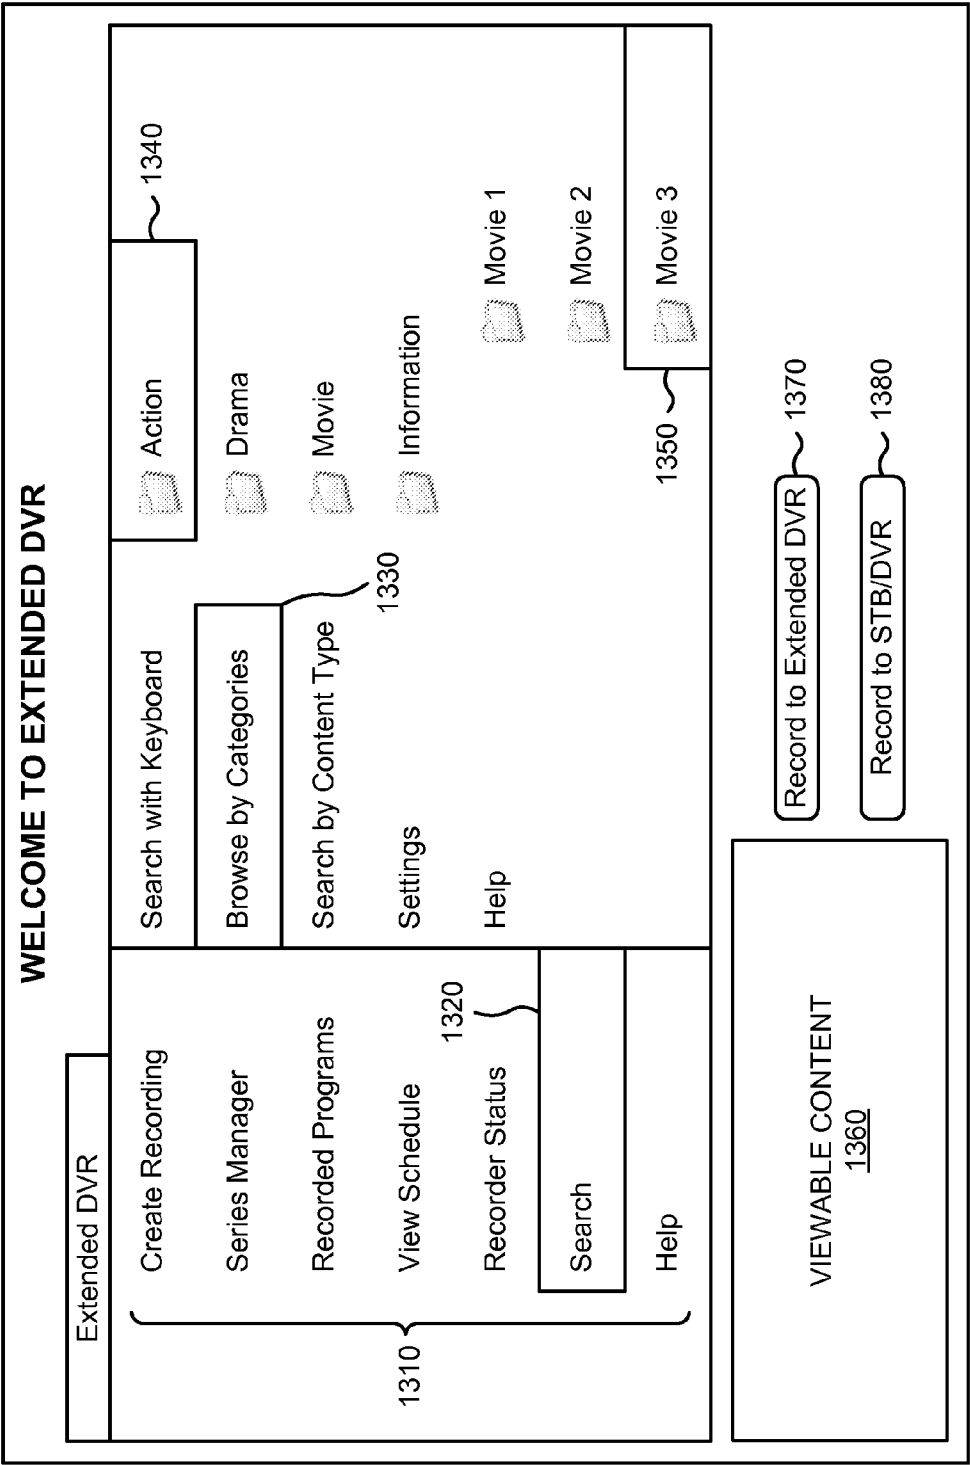 WELCOME TO EXTENDED DVR
Extended DVR
1310
Create Recording
Series Manager
Recorded Programs
View Schedule
Recorder Status
1320
Search
Help
Search with Keyboard
Browse by Categories
1330
Search by Content Type
Settings
Help
Action
1340
Drama
Movie
Information
Movie 1
Movie 2
1350
Movie 3
VIEWABLE CONTENT
1360
Record to Extended DVR
1370
Record to STB/DVR
1380